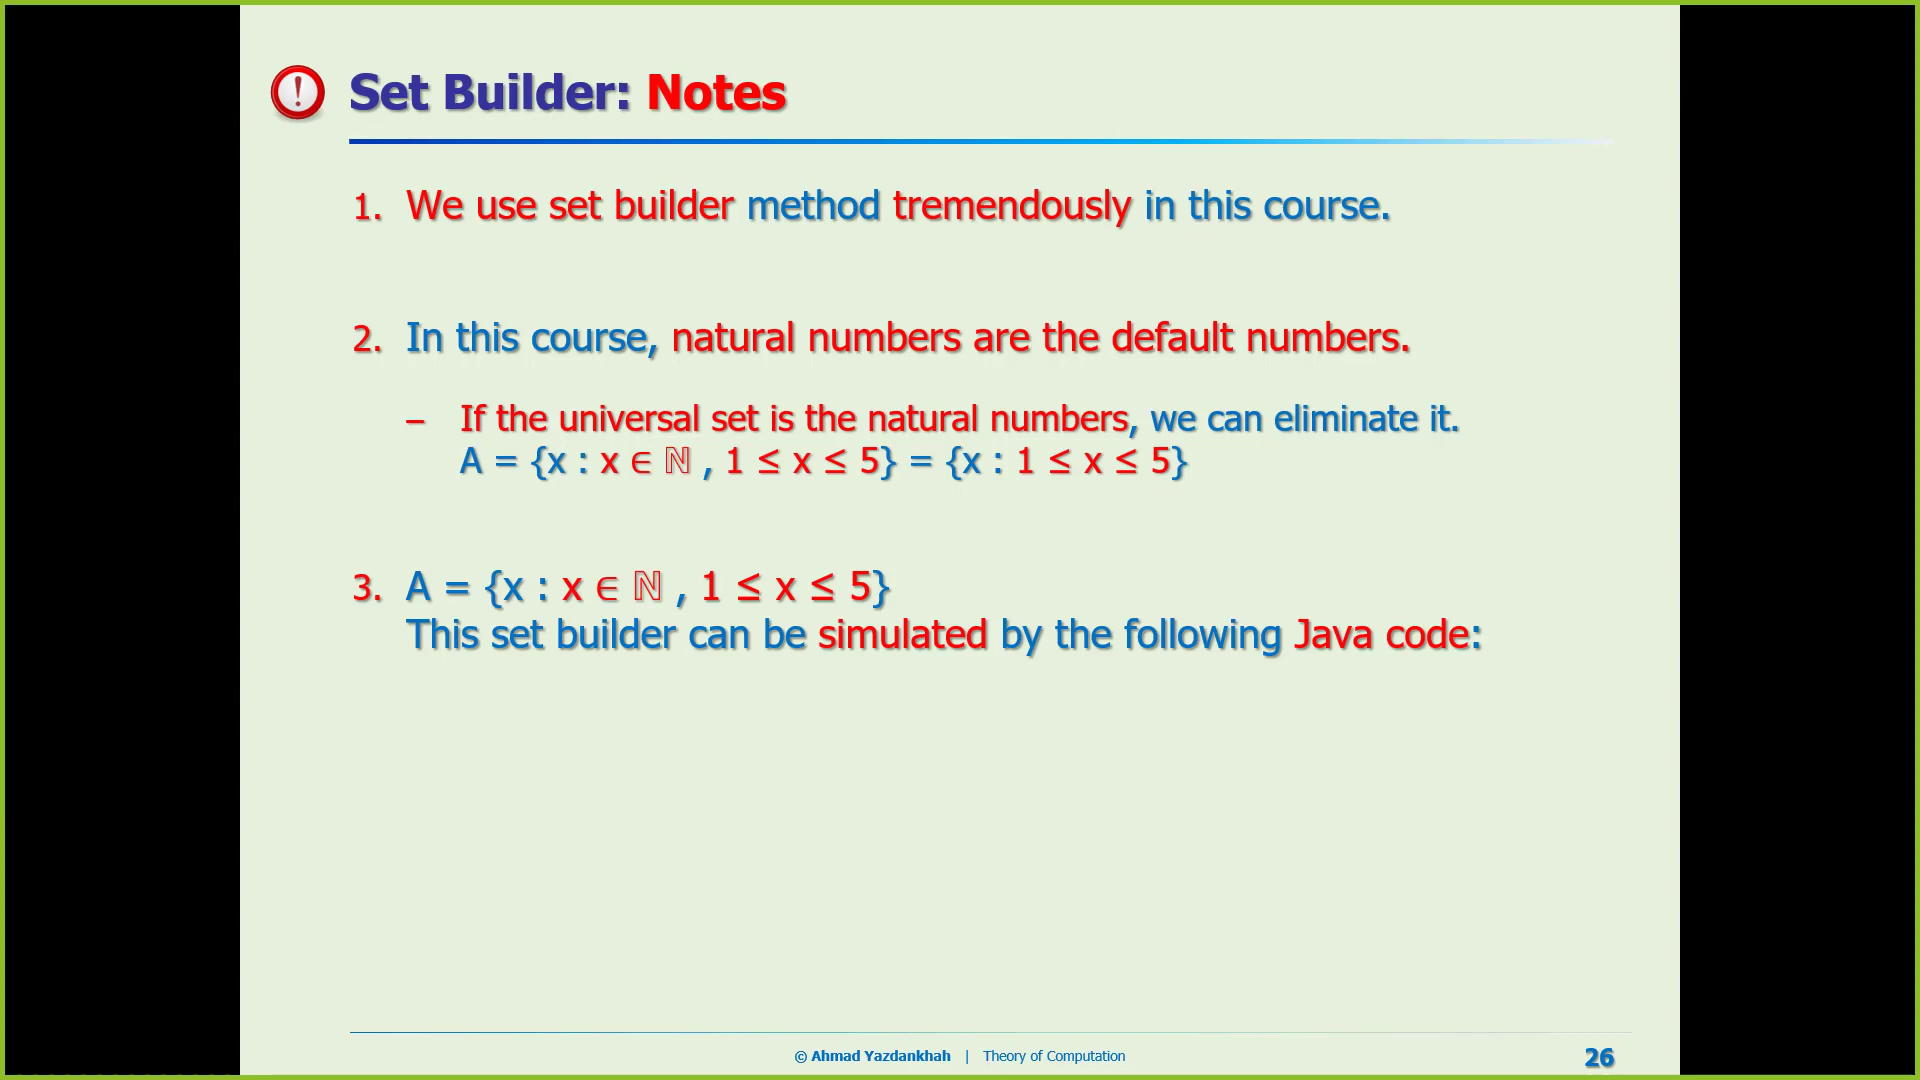 Set Builder: Notes
1. We use set builder method tremendously in this course.
2. In this course, natural numbers are the default numbers.
– If the universal set is the natural numbers, we can eliminate it.
A = {x : x ∈ ℕ , 1 ≤ x ≤ 5} = {x : 1 ≤ x ≤ 5}
3. A = {x : x ∈ ℕ , 1 ≤ x ≤ 5}
This set builder can be simulated by the following Java code:
© Ahmad Yazdankhah | Theory of Computation
26